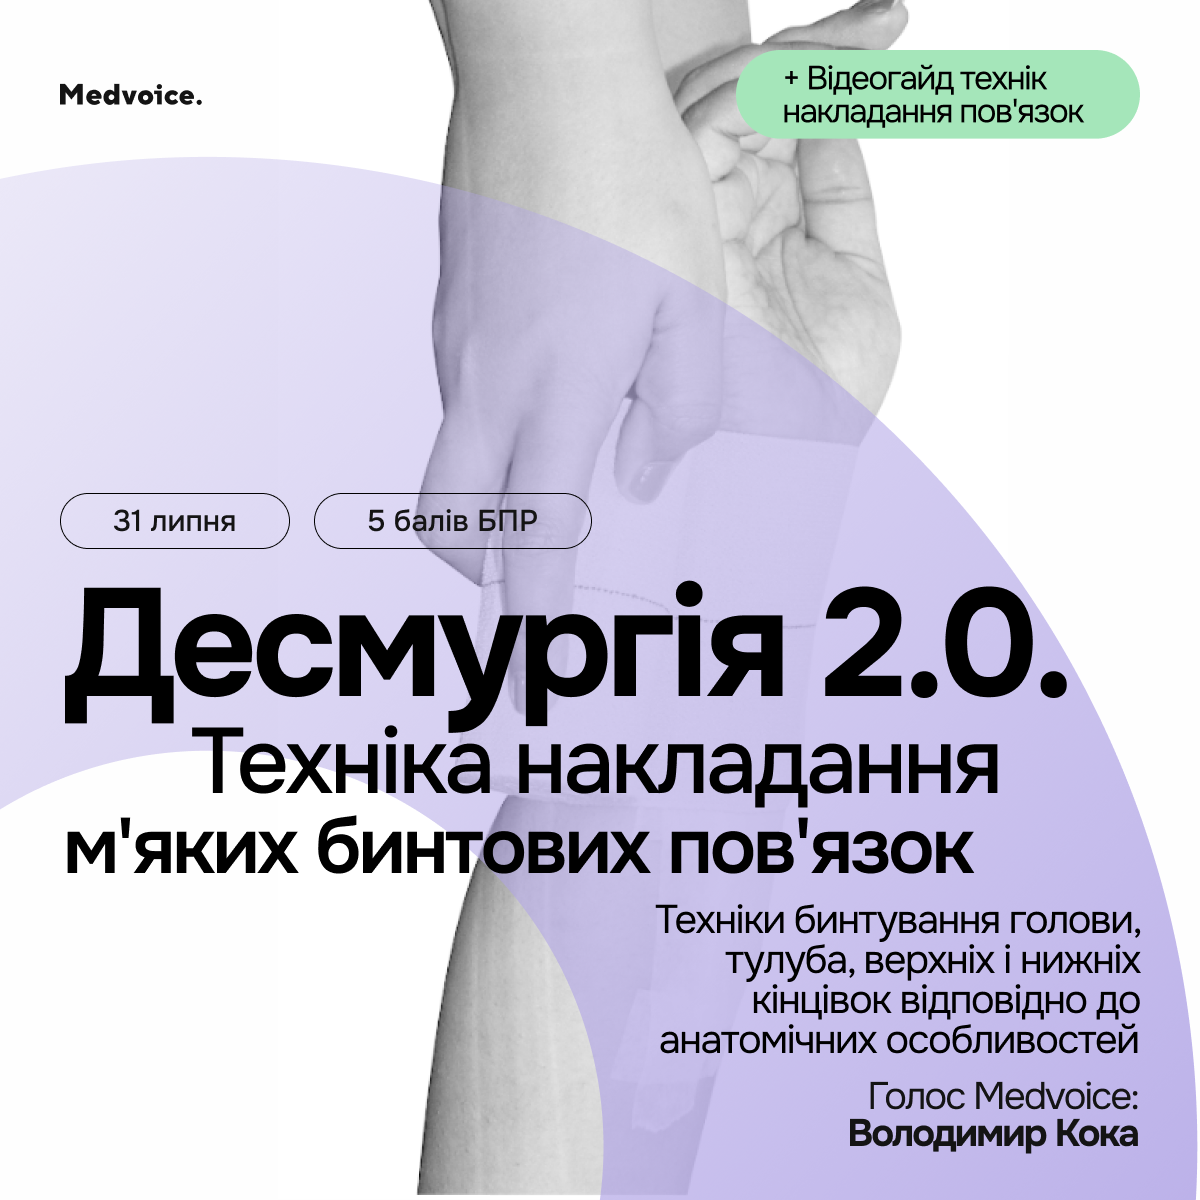 Medvoice.
+ Відеогайд технік
накладання пов'язок
31 липня
5 балів БПР
Десмургія 2.0.
Техніка накладання
м'яких бинтових пов'язок
Техніки бинтування голови,
тулуба, верхніх і нижніх
кінцівок відповідно до
анатомічних особливостей
Голос Medvoice:
Володимир Кока